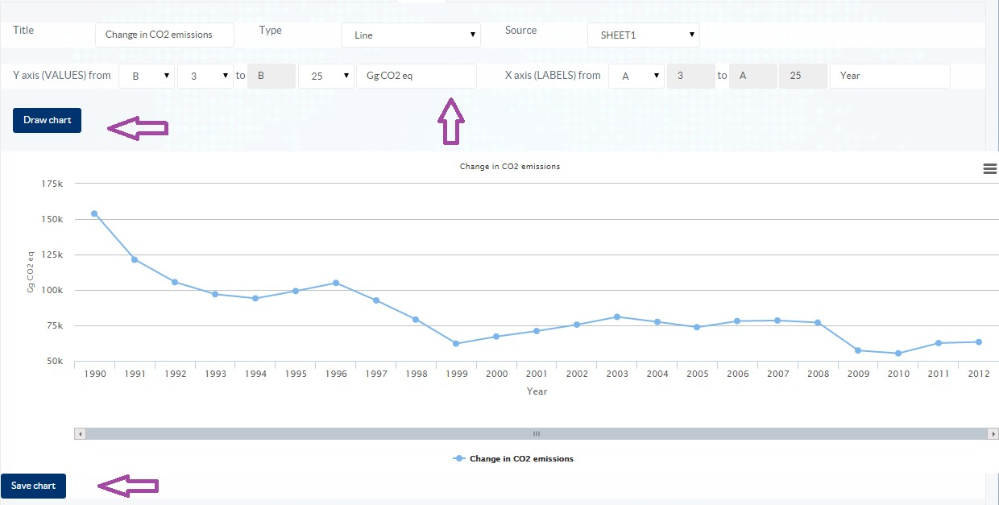 Title Change in CO2 emissions Type Line Source SHEET1
Y axis (VALUES) from B 3 to B 25 Gg CO2 eq X axis (LABELS) from A 3 to A 25 Year
Draw chart
Change in CO2 emissions
175k
150k
125k
100k
75k
50k
Gg CO2 eq
1990 1991 1992 1993 1994 1995 1996 1997 1998 1999 2000 2001 2002 2003 2004 2005 2006 2007 2008 2009 2010 2011 2012
Year
Change in CO2 emissions
Save chart